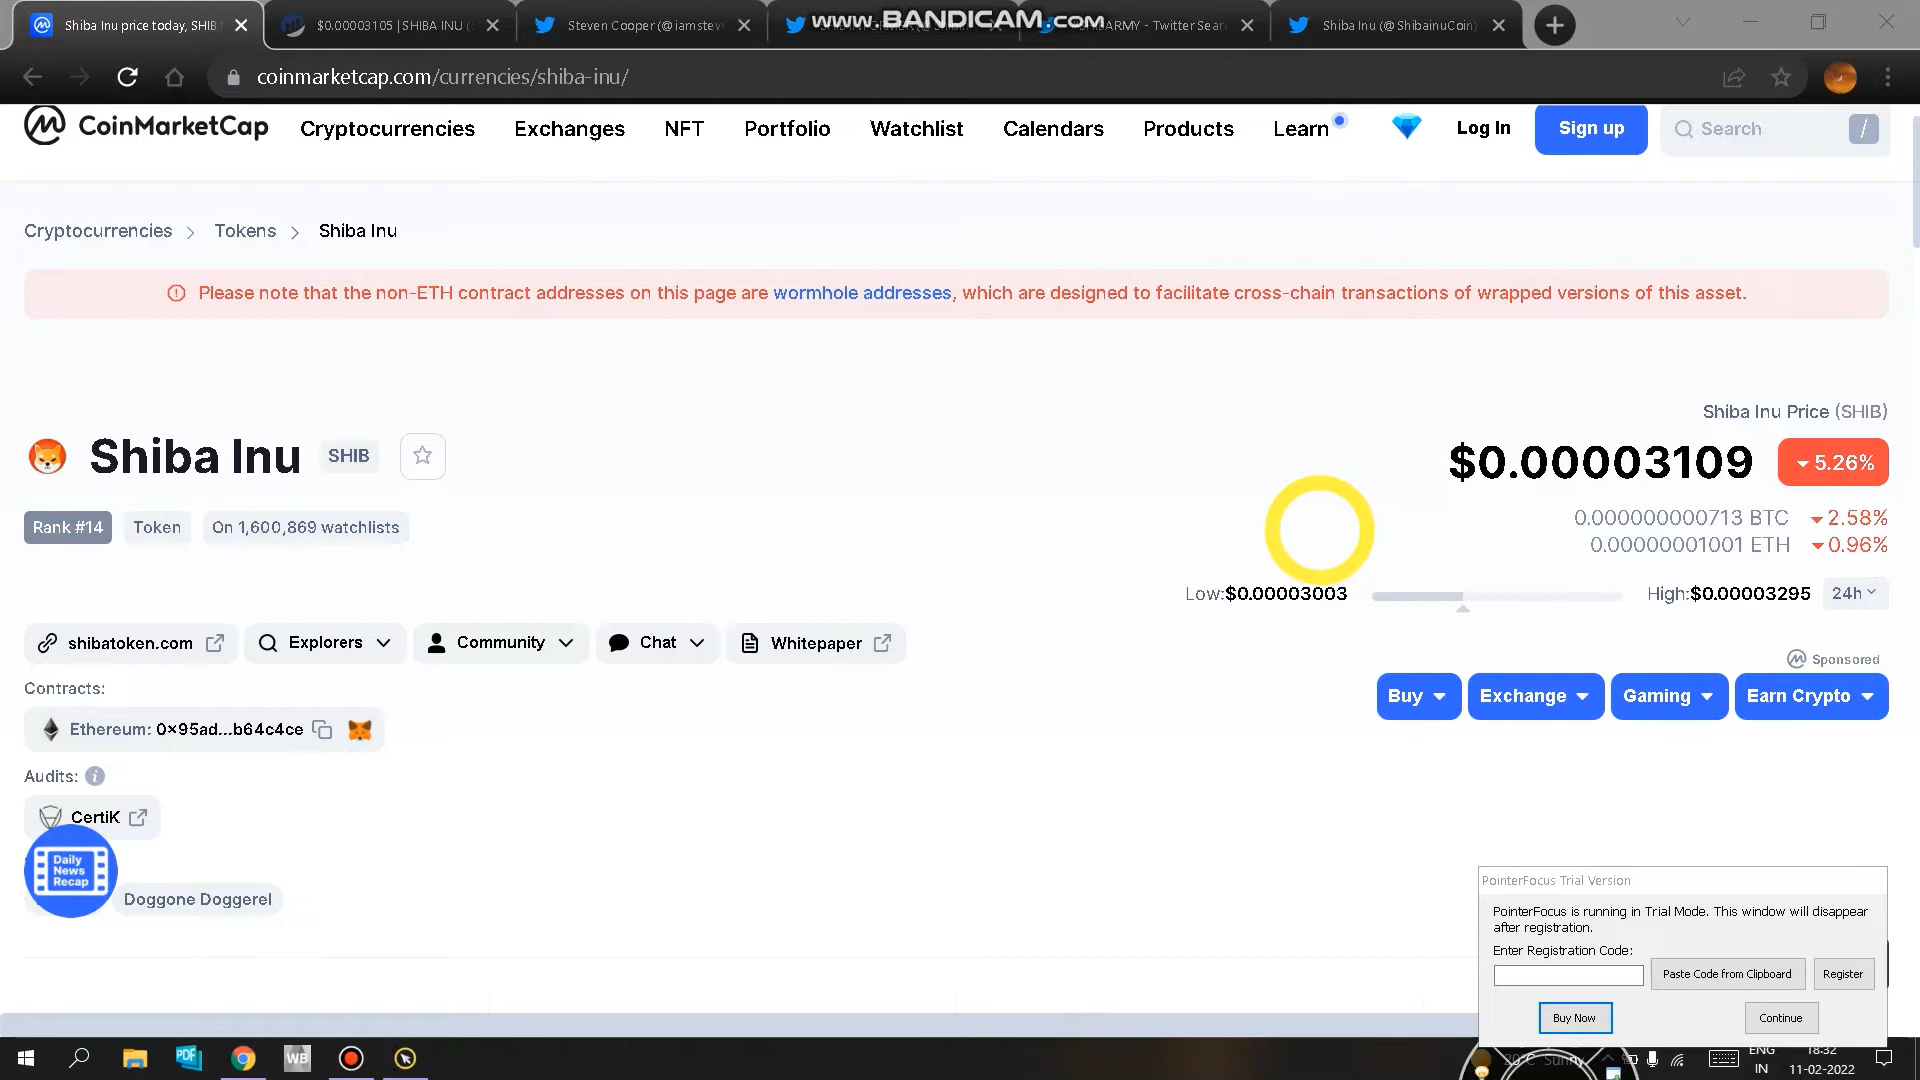 Shiba Inu price today, SHIB
$0.00003105 | SHIBA INU (
Steven Cooper (@iamsteve
www.BANDICAM.com
ARMY - Twitter Sear
Shiba Inu (@ShibainuCoin)
coinmarketcap.com/currencies/shiba-inu/
CoinMarketCap
Cryptocurrencies
Exchanges
NFT
Portfolio
Watchlist
Calendars
Products
Learn
Log In
Sign up
Search
/
Cryptocurrencies > Tokens > Shiba Inu
Please note that the non-ETH contract addresses on this page are wormhole addresses, which are designed to facilitate cross-chain transactions of wrapped versions of this asset.
Shiba Inu Price (SHIB)
Shiba Inu SHIB
$0.00003109 5.26%
Rank #14
Token
On 1,600,869 watchlists
0.000000000713 BTC 2.58%
0.00000001001 ETH 0.96%
Low:$0.00003003
High:$0.00003295
24h
shibatoken.com
Explorers
Community
Chat
Whitepaper
Sponsored
Contracts:
Buy
Exchange
Gaming
Earn Crypto
Ethereum: 0x95ad...b64c4ce
Audits:
CertiK
Daily
News
Recap
Doggone Doggerel
PointerFocus Trial Version
PointerFocus is running in Trial Mode. This window will disappear
after registration.
Enter Registration Code:
Paste Code from Clipboard
Register
Buy Now
Continue
PDF
WB
20°C Sunny
ENG
IN
18:32
11-02-2022